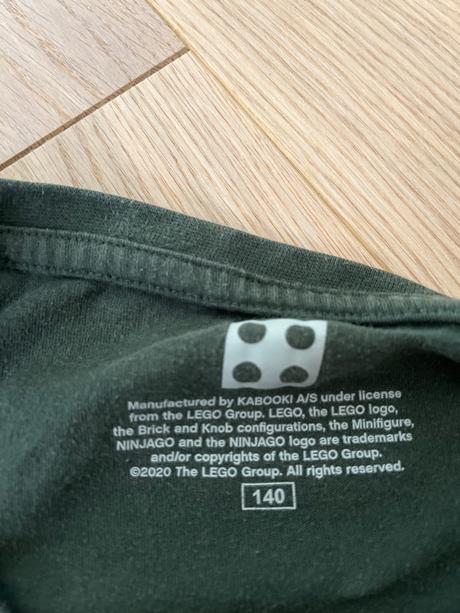 Manufactured by KABOOKI A/S under license
from the LEGO Group. LEGO, the LEGO logo,
the Brick and Knob configurations, the Minifigure,
NINJAGO and the NINJAGO logo are trademarks
and/or copyrights of the LEGO Group.
©2020 The LEGO Group. All rights reserved.
140